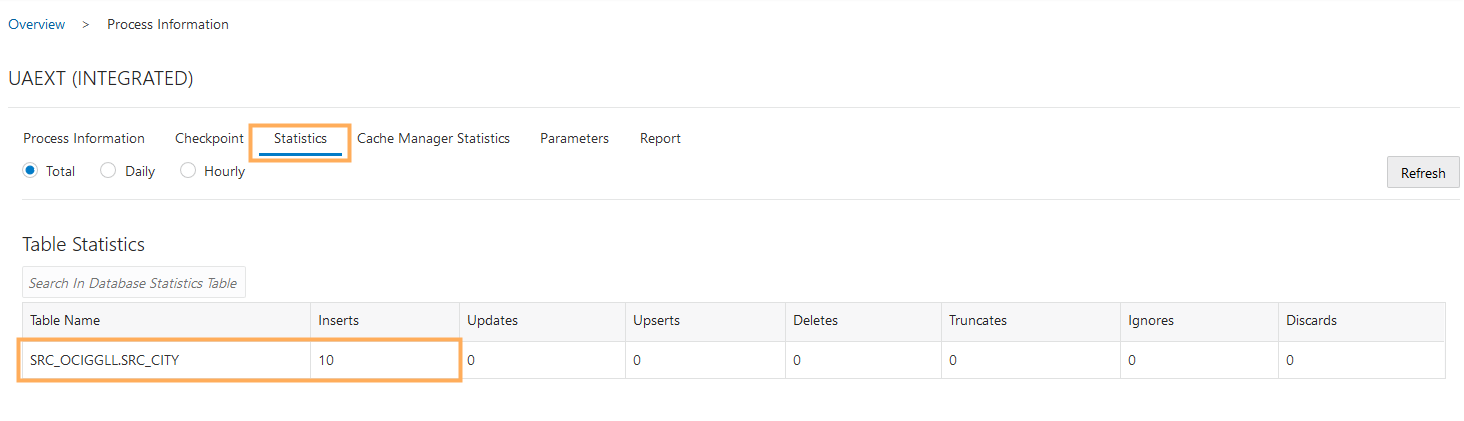 Overview > Process Information
UAEXT (INTEGRATED)
Process Information Checkpoint Statistics Cache Manager Statistics Parameters Report
Total Daily Hourly
Refresh
Table Statistics
Search In Database Statistics Table
Table Name Inserts Updates Upserts Deletes Truncates Ignores Discards
SRC_OCIGGLL.SRC_CITY 10 0 0 0 0 0 0